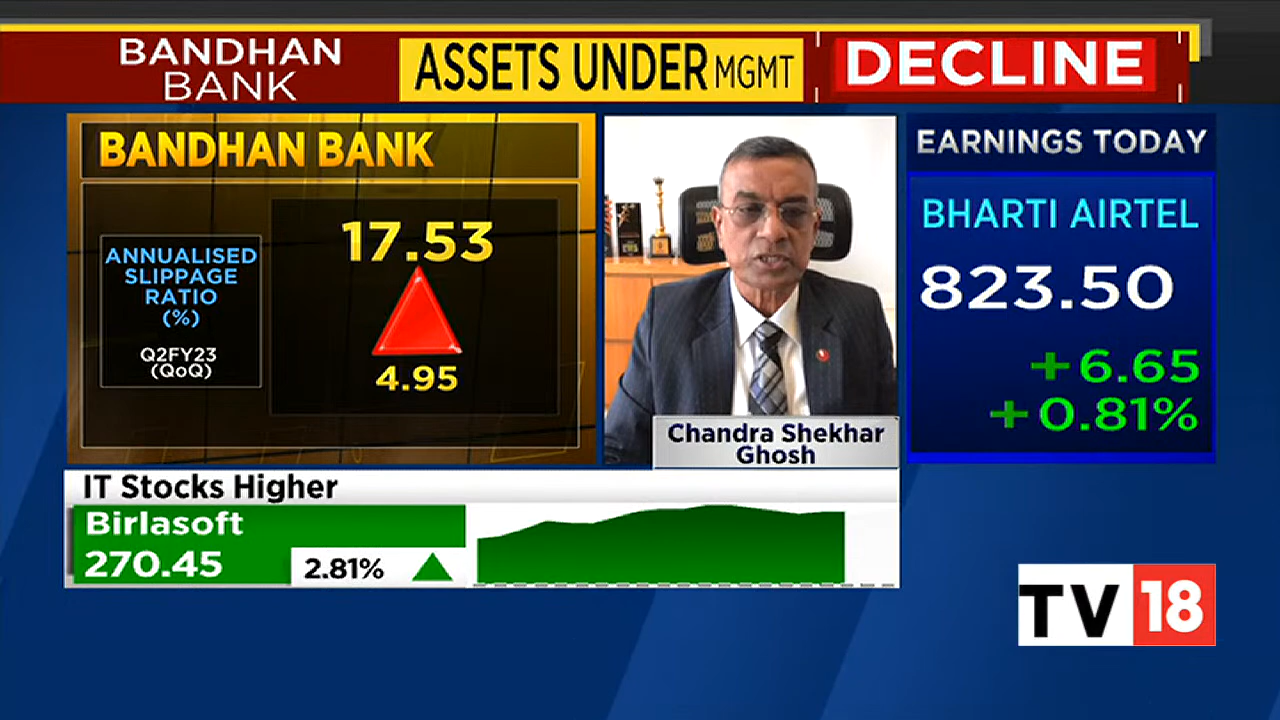 BANDHAN
BANK
ASSETS UNDER MGMT
DECLINE
BANDHAN BANK
ANNUALISED
SLIPPAGE
RATIO
(%)
Q2FY23
(QoQ)
17.53
4.95
Chandra Shekhar
Ghosh
EARNINGS TODAY
BHARTI AIRTEL
823.50
+6.65
+0.81%
IT Stocks Higher
Birlasoft
270.45
2.81%
TV18